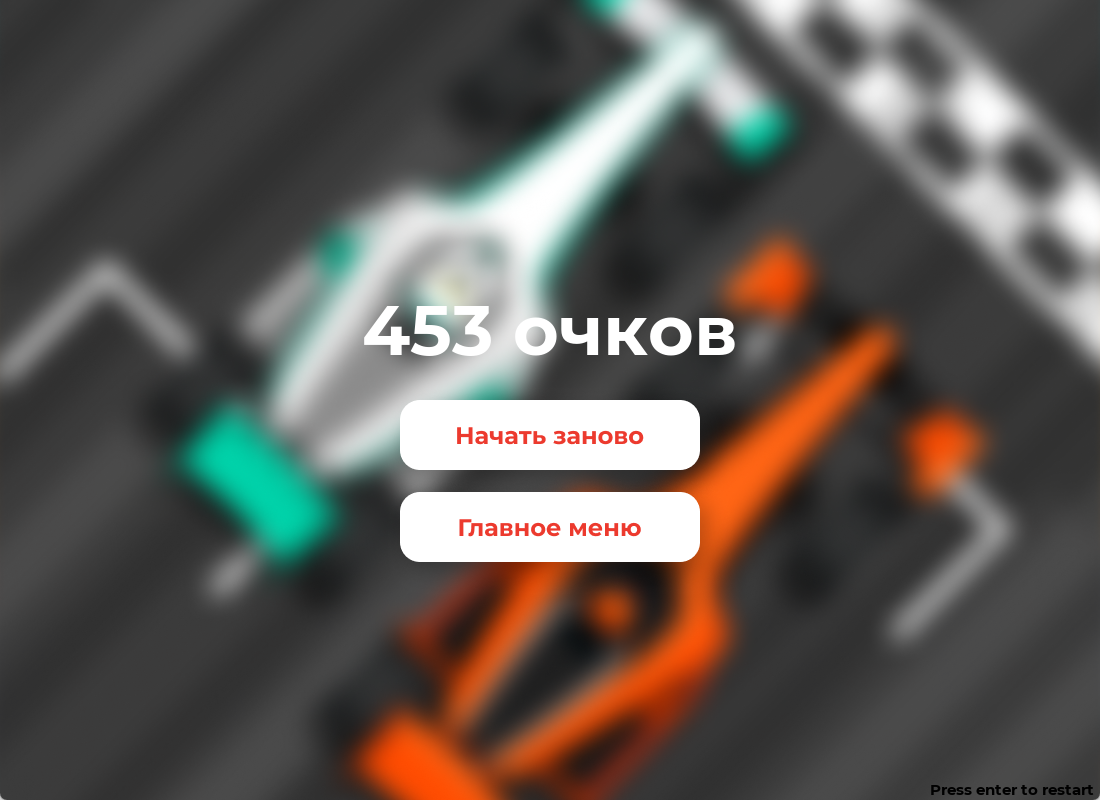 453 очков
Начать заново
Главное меню
Press enter to restart